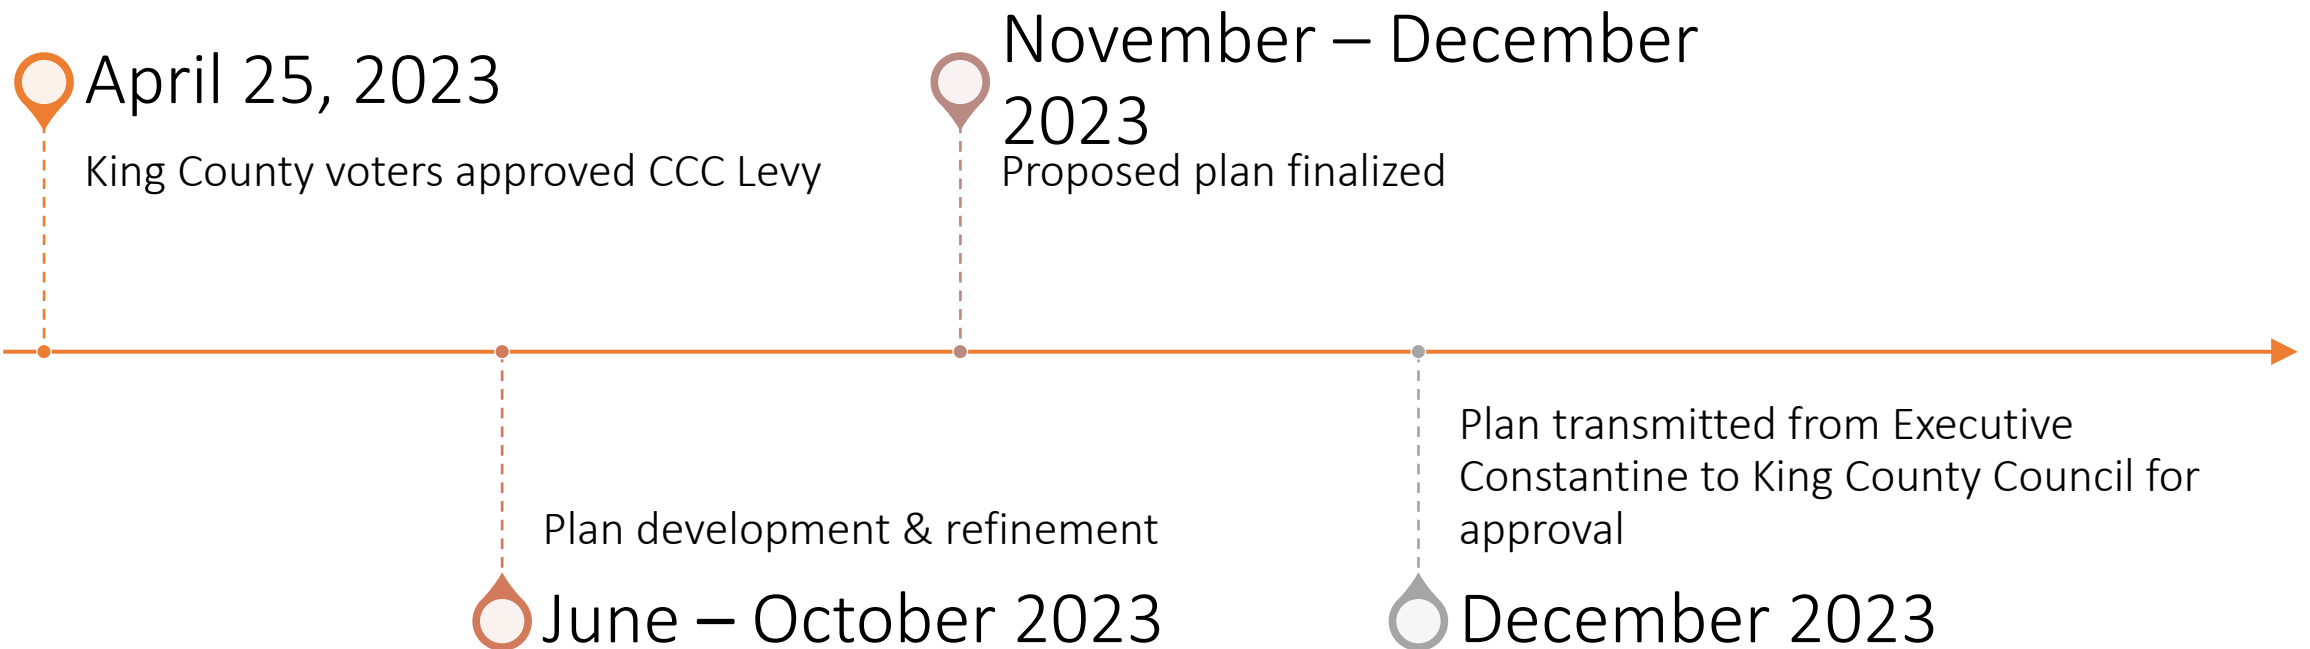 April 25, 2023
King County voters approved CCC Levy
Plan development & refinement
June – October 2023
November – December
2023
Proposed plan finalized
Plan transmitted from Executive
Constantine to King County Council for
approval
December 2023